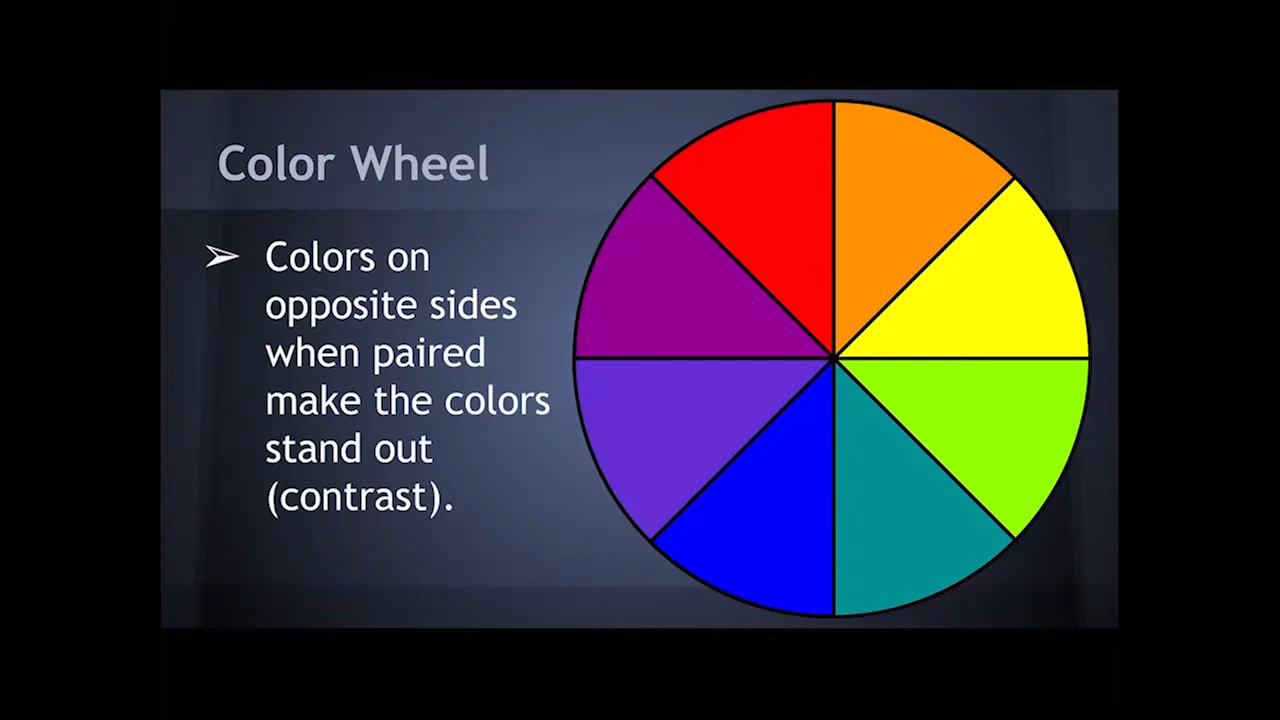 Color Wheel
➢ Colors on
opposite sides
when paired
make the colors
stand out
(contrast).